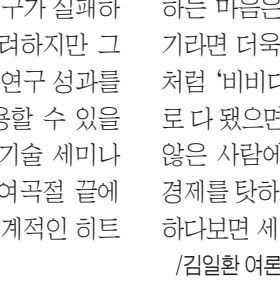 구가 실패하
려하지만 그
연구 성과를
용할 수 있을
기술 세미나
여곡절 끝에
계적인 히트
하는 마음은
기라면 더욱
처럼 ‘비비디
로 다 됐으면
않은 사람에
경제를 탓하
하다보면 세
/김일환 여론